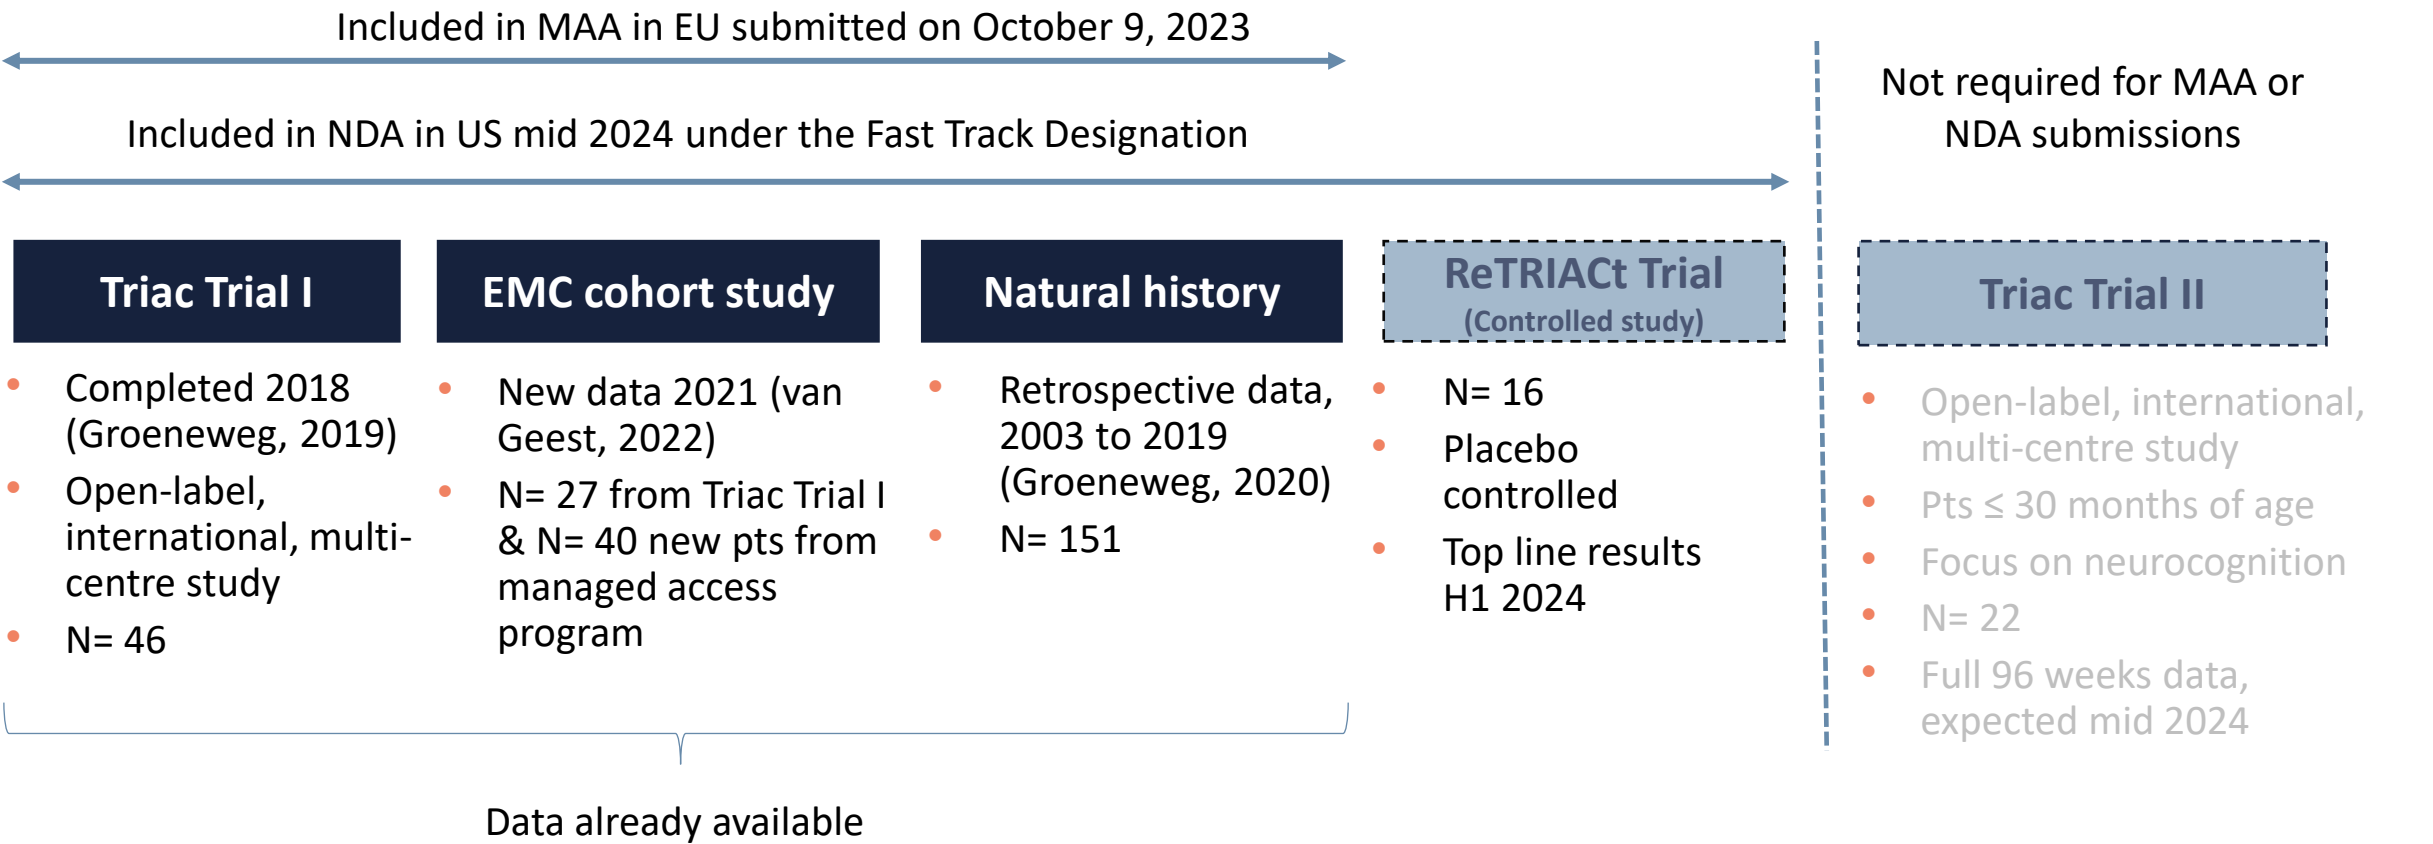 Included in MAA in EU submitted on October 9, 2023
Included in NDA in US mid 2024 under the Fast Track Designation
Not required for MAA or
NDA submissions
Triac Trial I
• Completed 2018
(Groeneweg, 2019)
• Open-label,
international, multi-
centre study
• N= 46
EMC cohort study
• New data 2021 (van
Geest, 2022)
• N= 27 from Triac Trial I
& N= 40 new pts from
managed access
program
Natural history
• Retrospective data,
2003 to 2019
(Groeneweg, 2020)
• N= 151
ReTRIACt Trial
(Controlled study)
• N= 16
• Placebo
controlled
• Top line results
H1 2024
Triac Trial II
• Open-label, international,
multi-centre study
• Pts ≤ 30 months of age
• Focus on neurocognition
• N= 22
• Full 96 weeks data,
expected mid 2024
Data already available